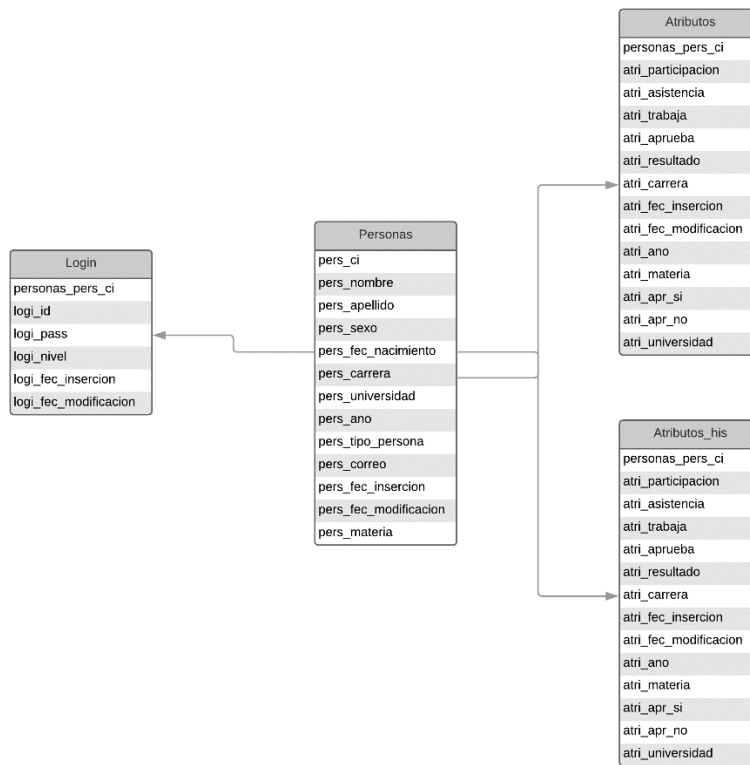 Login
personas_pers_ci
logi_id
logi_pass
logi_nivel
logi_fec_insercion
logi_fec_modificacion
Personas
pers_ci
pers_nombre
pers_apellido
pers_sexo
pers_fec_nacimiento
pers_carrera
pers_universidad
pers_ano
pers_tipo_persona
pers_correo
pers_fec_insercion
pers_fec_modificacion
pers_materia
Atributos
personas_pers_ci
atri_participacion
atri_asistencia
atri_trabaja
atri_aprueba
atri_resultado
atri_carrera
atri_fec_insercion
atri_fec_modificacion
atri_ano
atri_materia
atri_apr_si
atri_apr_no
atri_universidad
Atributos_his
personas_pers_ci
atri_participacion
atri_asistencia
atri_trabaja
atri_aprueba
atri_resultado
atri_carrera
atri_fec_insercion
atri_fec_modificacion
atri_ano
atri_materia
atri_apr_si
atri_apr_no
atri_universidad